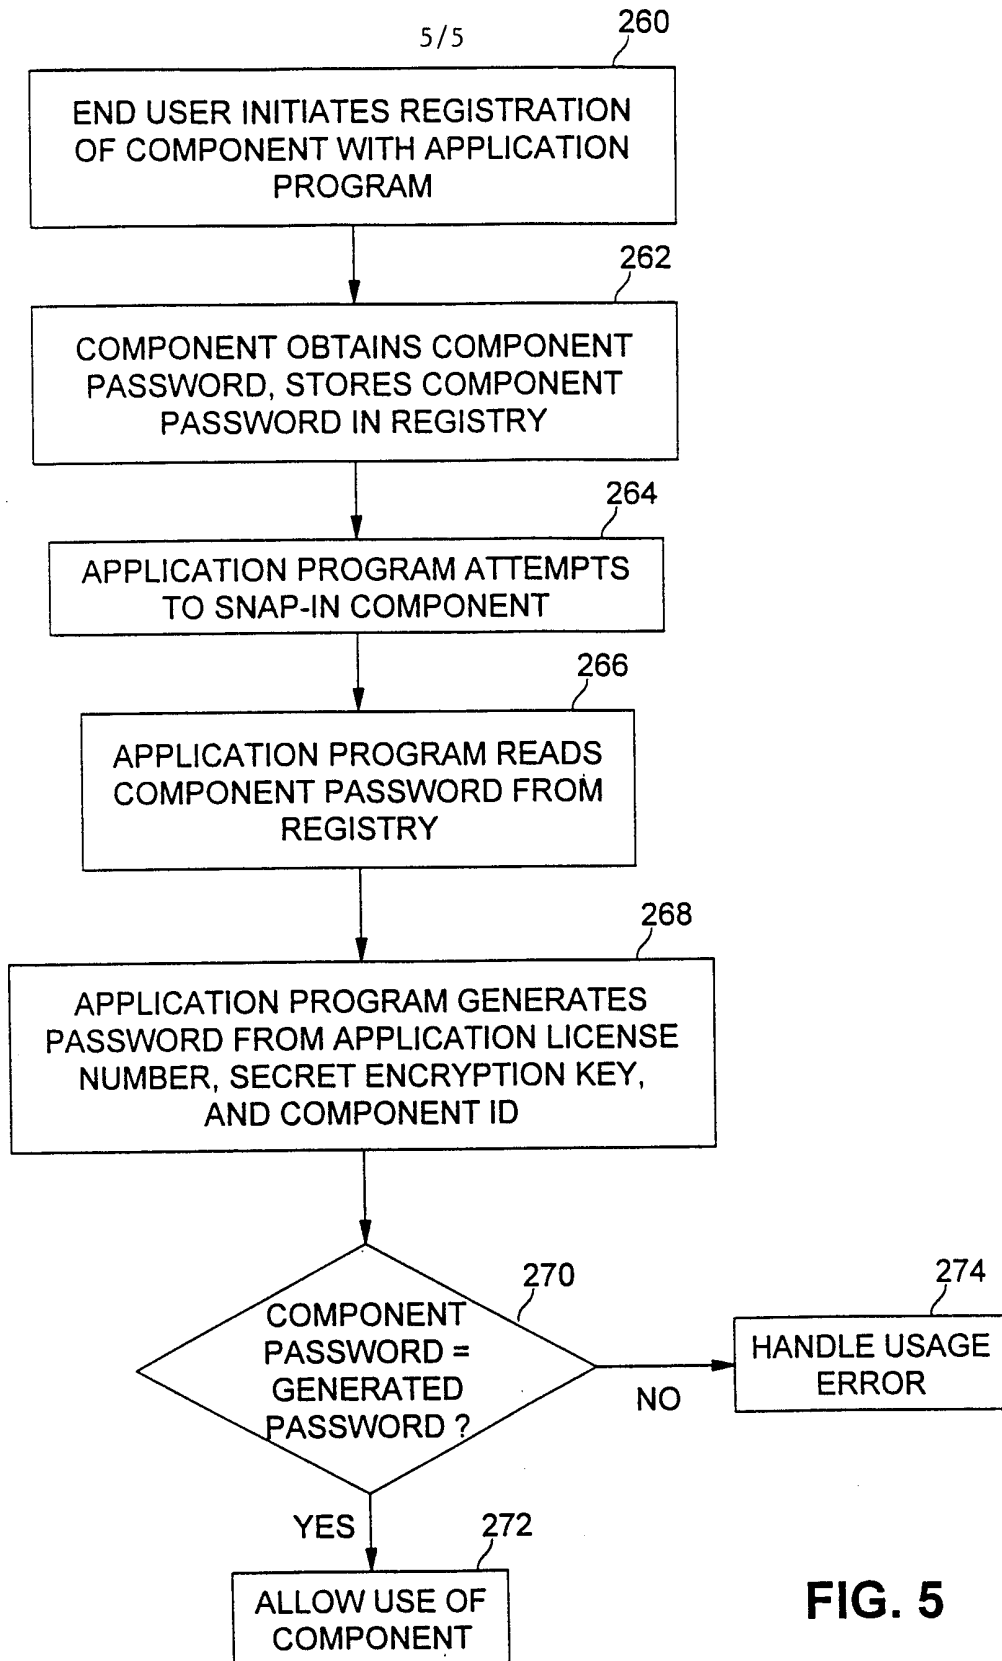 5/5
260
END USER INITIATES REGISTRATION
OF COMPONENT WITH APPLICATION
PROGRAM
262
COMPONENT OBTAINS COMPONENT
PASSWORD, STORES COMPONENT
PASSWORD IN REGISTRY
264
APPLICATION PROGRAM ATTEMPTS
TO SNAP-IN COMPONENT
266
APPLICATION PROGRAM READS
COMPONENT PASSWORD FROM
REGISTRY
268
APPLICATION PROGRAM GENERATES
PASSWORD FROM APPLICATION LICENSE
NUMBER, SECRET ENCRYPTION KEY,
AND COMPONENT ID
270
COMPONENT
PASSWORD =
GENERATED
PASSWORD ?
NO
274
HANDLE USAGE
ERROR
YES
272
ALLOW USE OF
COMPONENT
FIG. 5